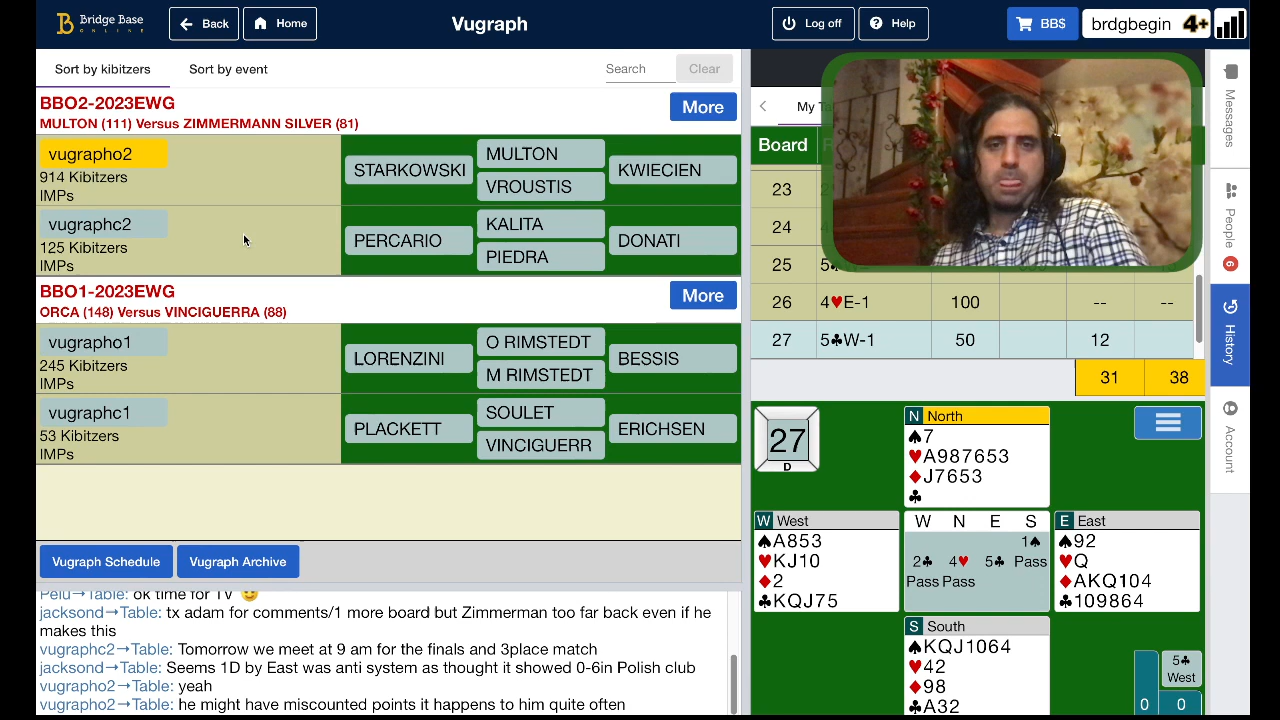 Bridge Base
ONLINE
Back
Home
Vugraph
Log off
Help
BB$
brdgbegin
4+
Sort by kibitzers
Sort by event
Search
Clear
BBO2-2023EWG
MULTON (111) Versus ZIMMERMANN SILVER (81)
More
vugrapho2
914 Kibitzers
IMPs
STARKOWSKI
MULTON
VROUSTIS
KWIECIEN
vugraphc2
125 Kibitzers
IMPs
PERCARIO
KALITA
PIEDRA
DONATI
BBO1-2023EWG
ORCA (148) Versus VINCIGUERRA (88)
More
vugrapho1
245 Kibitzers
IMPs
LORENZINI
O RIMSTEDT
M RIMSTEDT
BESSIS
vugraphc1
53 Kibitzers
IMPs
PLACKETT
SOULET
VINCIGUERR
ERICHSEN
Vugraph Schedule
Vugraph Archive
Pelu→Table: ok time for TV
jacksond→Table: tx adam for comments/1 nore board but Zimmerman too far back even if he
makes this
vugraphc2→Table: Tomorrow we meet at 9 am for the finals and 3place match
jacksond→Table: Seems 1D by East was anti system as thought it showed 0-6in Polish club
vugrapho2→Table: yeah
vugrapho2→Table: he might have miscounted points it happens to him quite often
My
Board
23
24
25
26 4♥E-1 100 -- --
27 5♣W-1 50 12
31 38
27
D
N North
♠7
♥A987653
♦J7653
♣
W West
♠A853
♥KJ10
♦2
♣KQJ75
W N E S
1♠
2♣ 4♥ 5♣ Pass
Pass Pass
E East
♠92
♥Q
♦AKQ104
♣109864
S South
♠KQJ1064
♥42
♦98
♣A32
5♣
West
0 0
Messages
People
6
History
Account